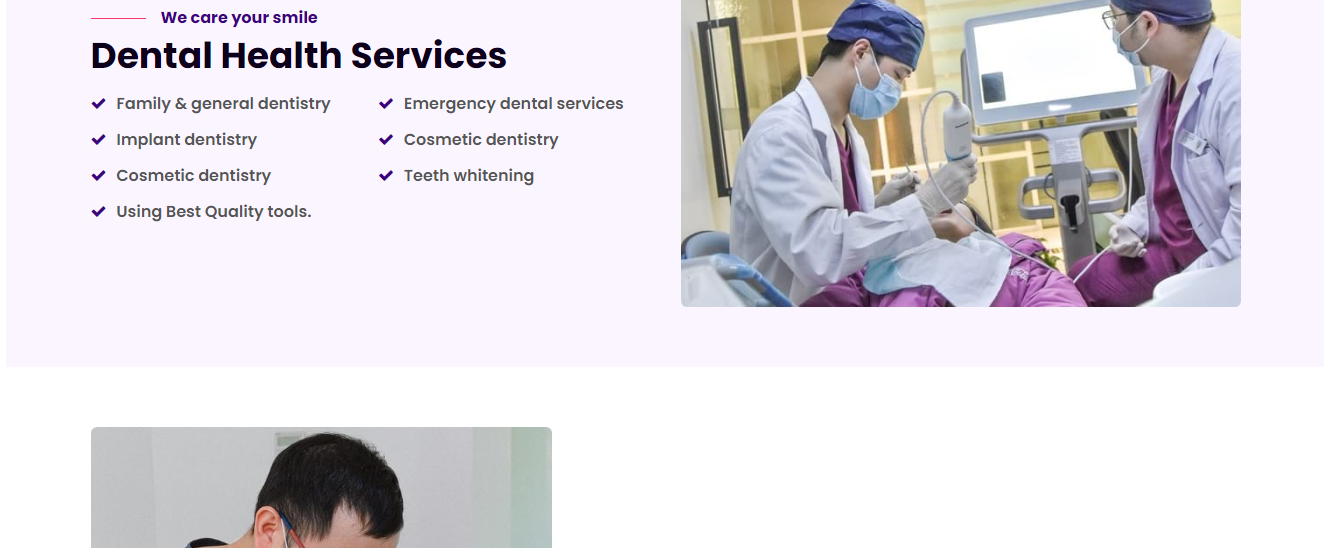 We care your smile
Dental Health Services
Family & general dentistry
Implant dentistry
Cosmetic dentistry
Using Best Quality tools.
Emergency dental services
Cosmetic dentistry
Teeth whitening